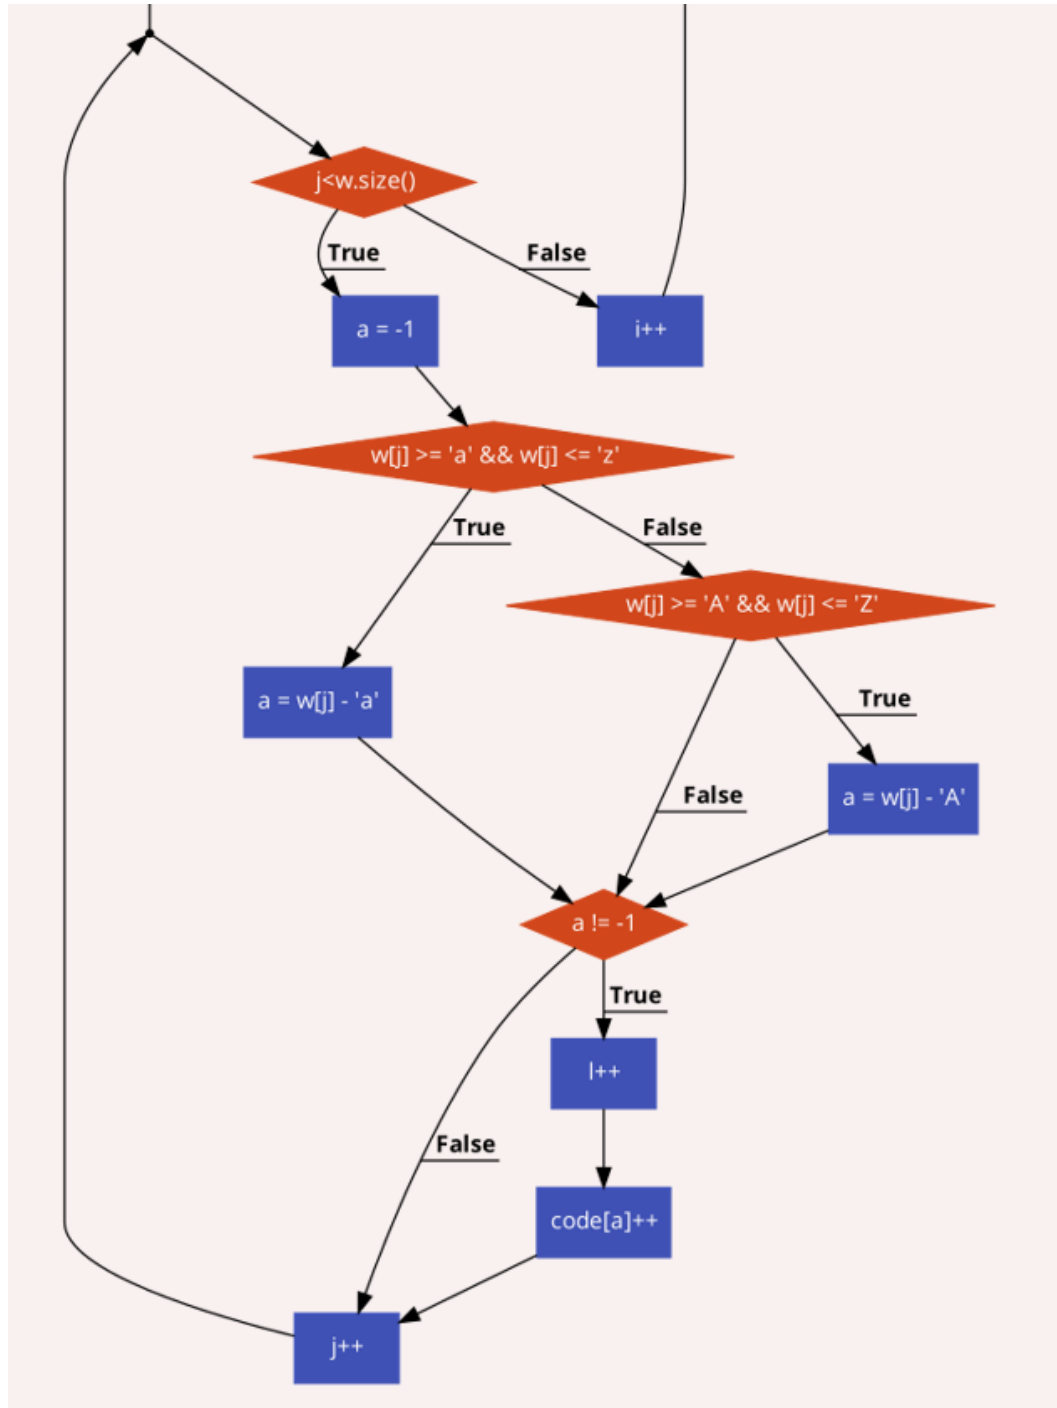 j<w.size()
True
False
a = -1
i++
w[j] >= 'a' && w[j] <= 'z'
True
False
w[j] >= 'A' && w[j] <= 'Z'
a = w[j] - 'a'
True
False
a = w[j] - 'A'
a != -1
True
l++
False
code[a]++
j++